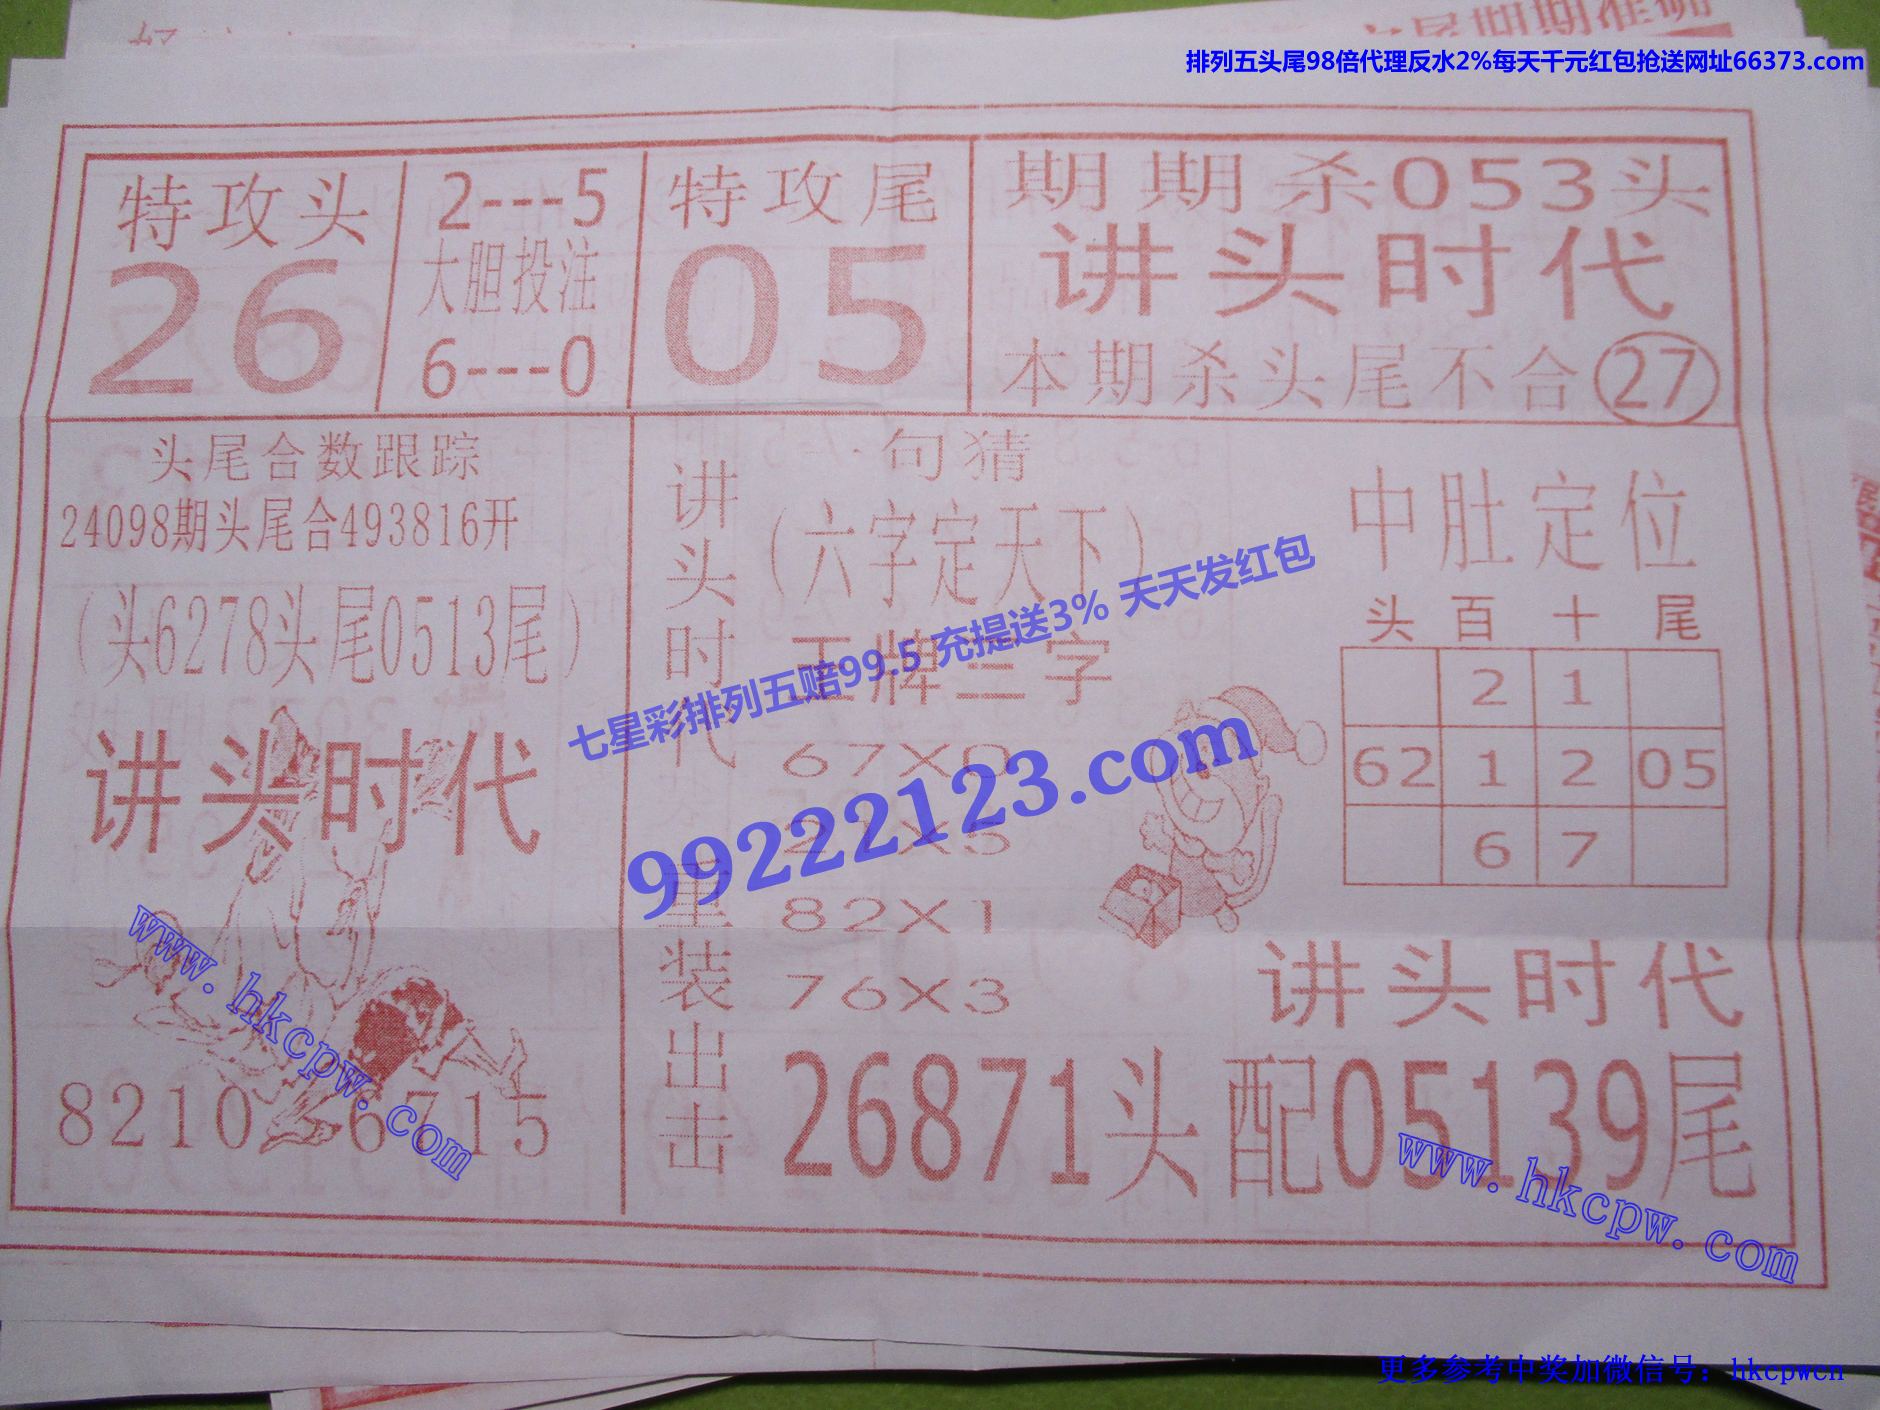 排列五头尾98倍代理反水2%每天千元红包抢送网址66373.com
特攻头
26
2---5
大胆投注
6---0
特攻尾
05
期期杀053头
讲头时代
本期杀头尾不合27
头尾合数跟踪
24098期头尾合493816开
(头6278头尾0513尾)
讲头时代
8210 26715
讲头时代重装出击
句猜
(六字定天下)
王牌三字
67X0
21X5
82X1
76X3
中肚定位
头 百 十 尾
2 1
62 1 2 05
6 7
讲头时代
26871头配05139尾
七星彩排列五赔99.5 充提送3% 天天发红包
99222123.com
www.hkcpw.com
www.hkcpw.com
更多参考中奖加微信号: hkcpwcn